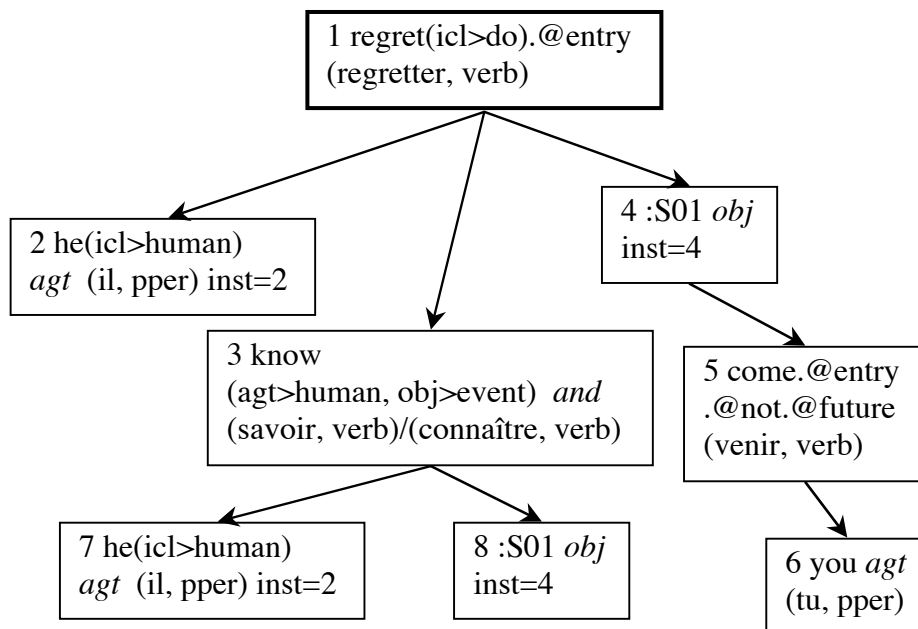 1 regret(icl>do).@entry
(regretter, verb)
2 he(icl>human)
agt (il, pper) inst=2
4 :S01 obj
inst=4
3 know
(agt>human, obj>event) and
(savoir, verb)/(connaître, verb)
5 come.@entry
.@not.@future
(venir, verb)
7 he(icl>human)
agt (il, pper) inst=2
8 :S01 obj
inst=4
6 you agt
(tu, pper)